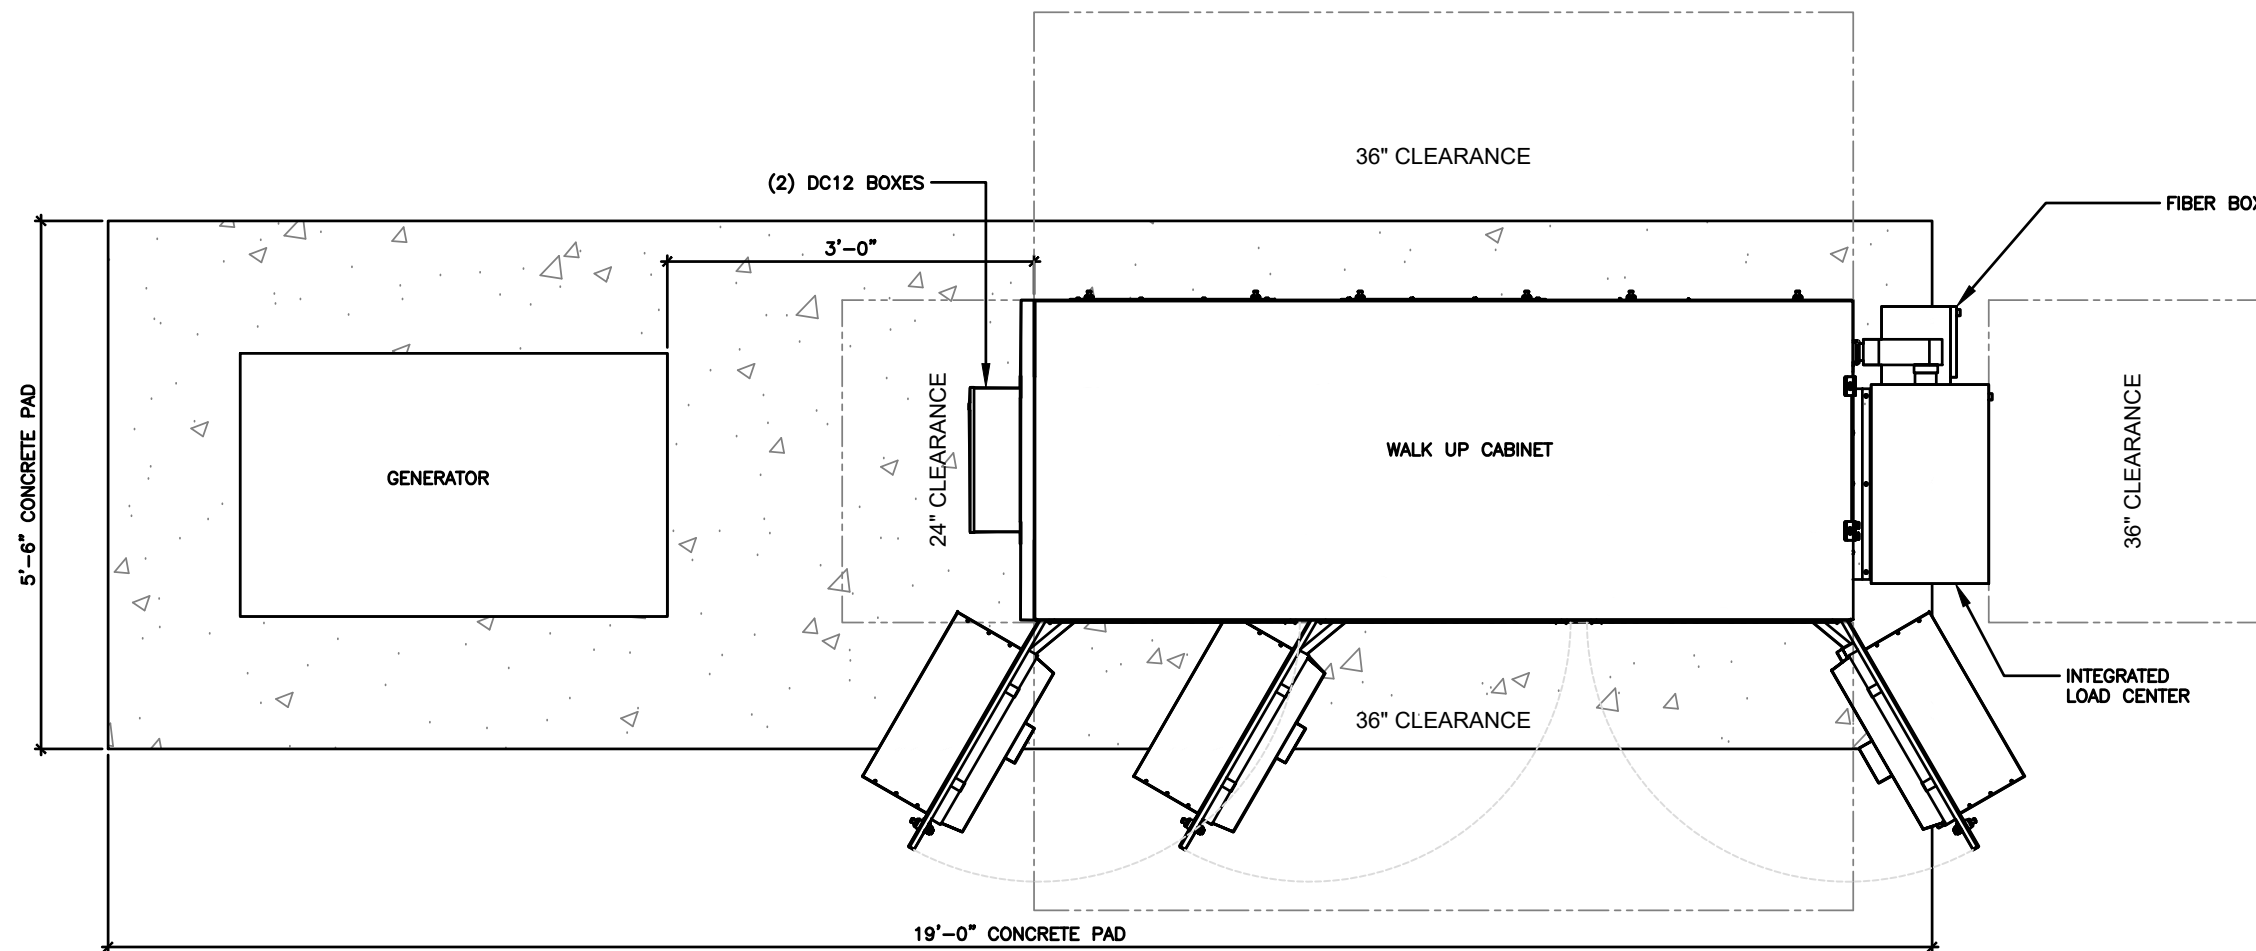 36" CLEARANCE
(2) DC12 BOXES
FIBER BOX
3'-0"
5'-6" CONCRETE PAD
GENERATOR
24" CLEARANCE
WALK UP CABINET
36" CLEARANCE
INTEGRATED
LOAD CENTER
36" CLEARANCE
19'-0" CONCRETE PAD